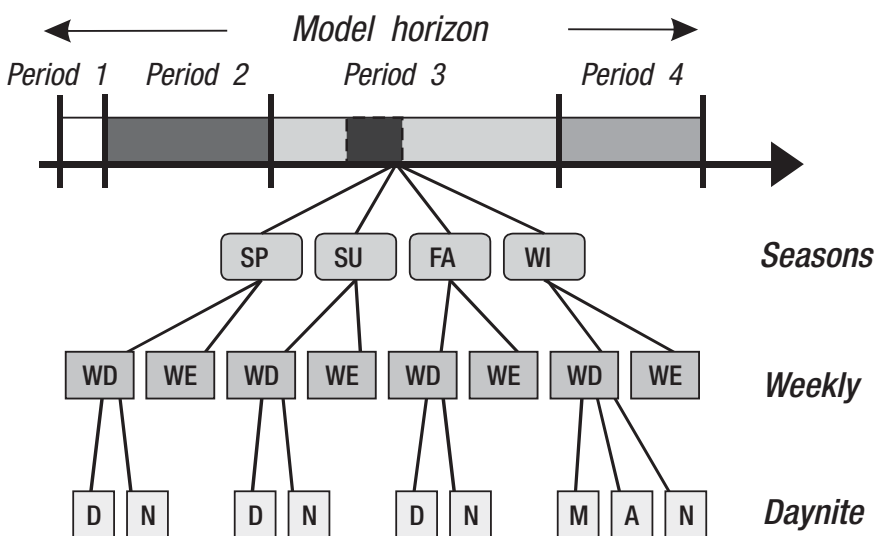 Model horizon
Period 1 Period 2 Period 3 Period 4
SP SU FA WI Seasons
WD WE WD WE WD WE WD WE Weekly
D N D N D N M A N Daynite